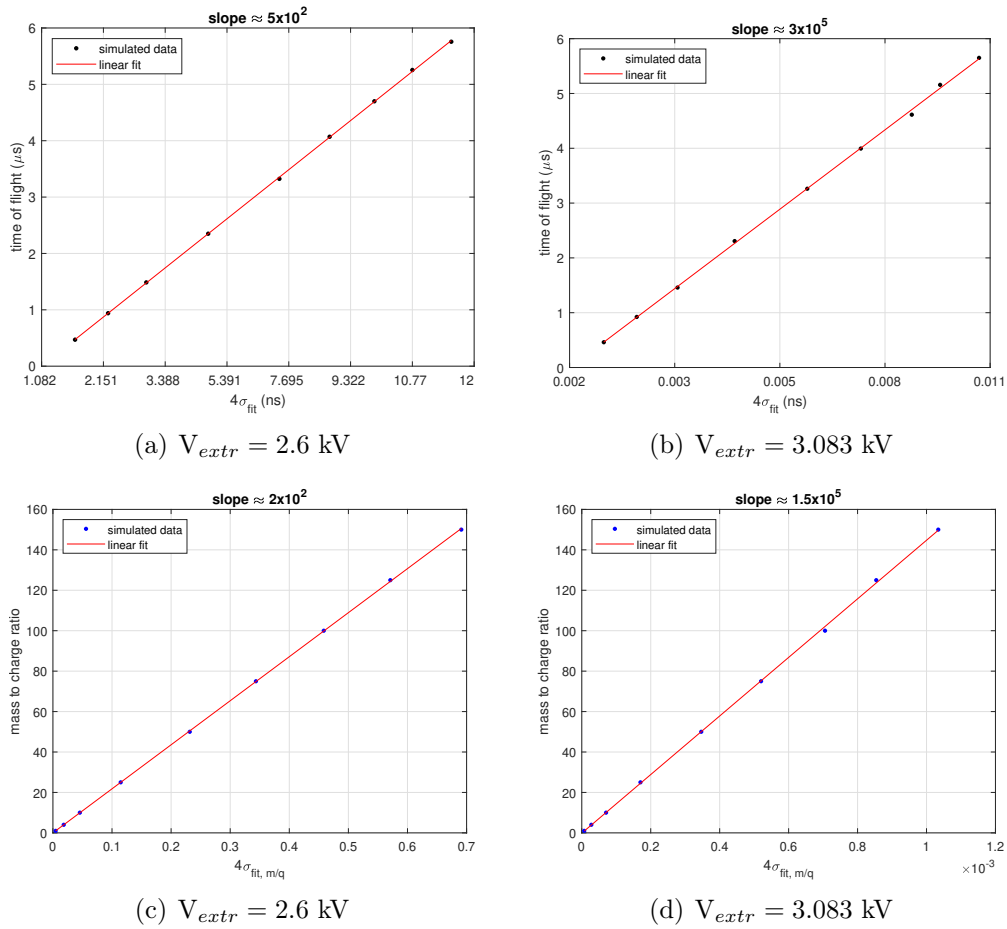 slope ≈ 5x10²
simulated data
linear fit
time of flight (μs)
0
1
2
3
4
5
6
1.082 2.151 3.388 5.391 7.695 9.322 10.77 12
4σfit (ns)
(a) Vextr = 2.6 kV
slope ≈ 3x10⁵
simulated data
linear fit
time of flight (μs)
0
1
2
3
4
5
6
0.002 0.003 0.005 0.008 0.011
4σfit (ns)
(b) Vextr = 3.083 kV
slope ≈ 2x10²
simulated data
linear fit
mass to charge ratio
0
20
40
60
80
100
120
140
160
0 0.1 0.2 0.3 0.4 0.5 0.6 0.7
4σfit, m/q
(c) Vextr = 2.6 kV
slope ≈ 1.5x10⁵
simulated data
linear fit
mass to charge ratio
0
20
40
60
80
100
120
140
160
0 0.2 0.4 0.6 0.8 1 1.2
×10⁻³
4σfit, m/q
(d) Vextr = 3.083 kV